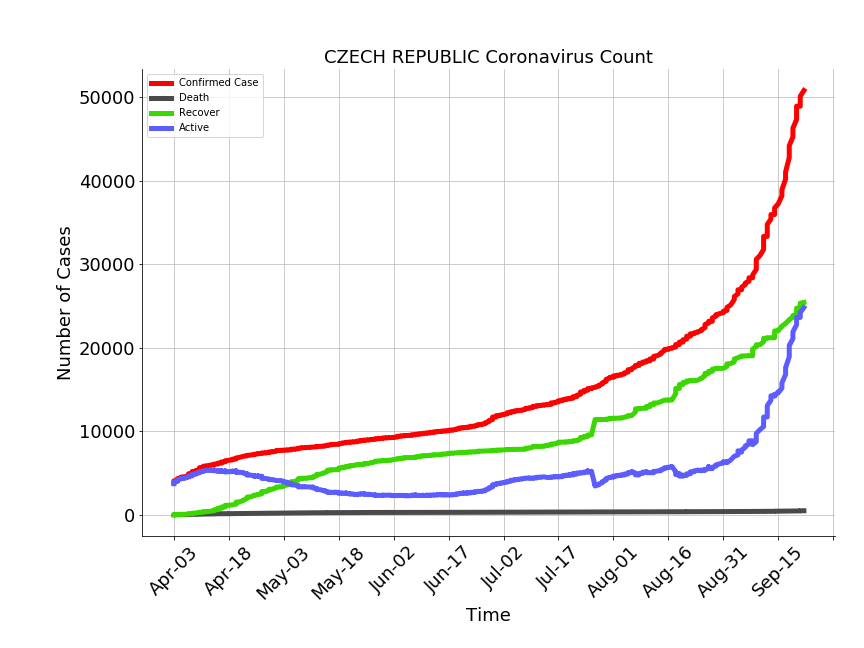 CZECH REPUBLIC Coronavirus Count
Confirmed Case
Death
Recover
Active
50000
40000
30000
20000
10000
0
Number of Cases
Apr-03
Apr-18
May-03
May-18
Jun-02
Jun-17
Jul-02
Jul-17
Aug-01
Aug-16
Aug-31
Sep-15
Time